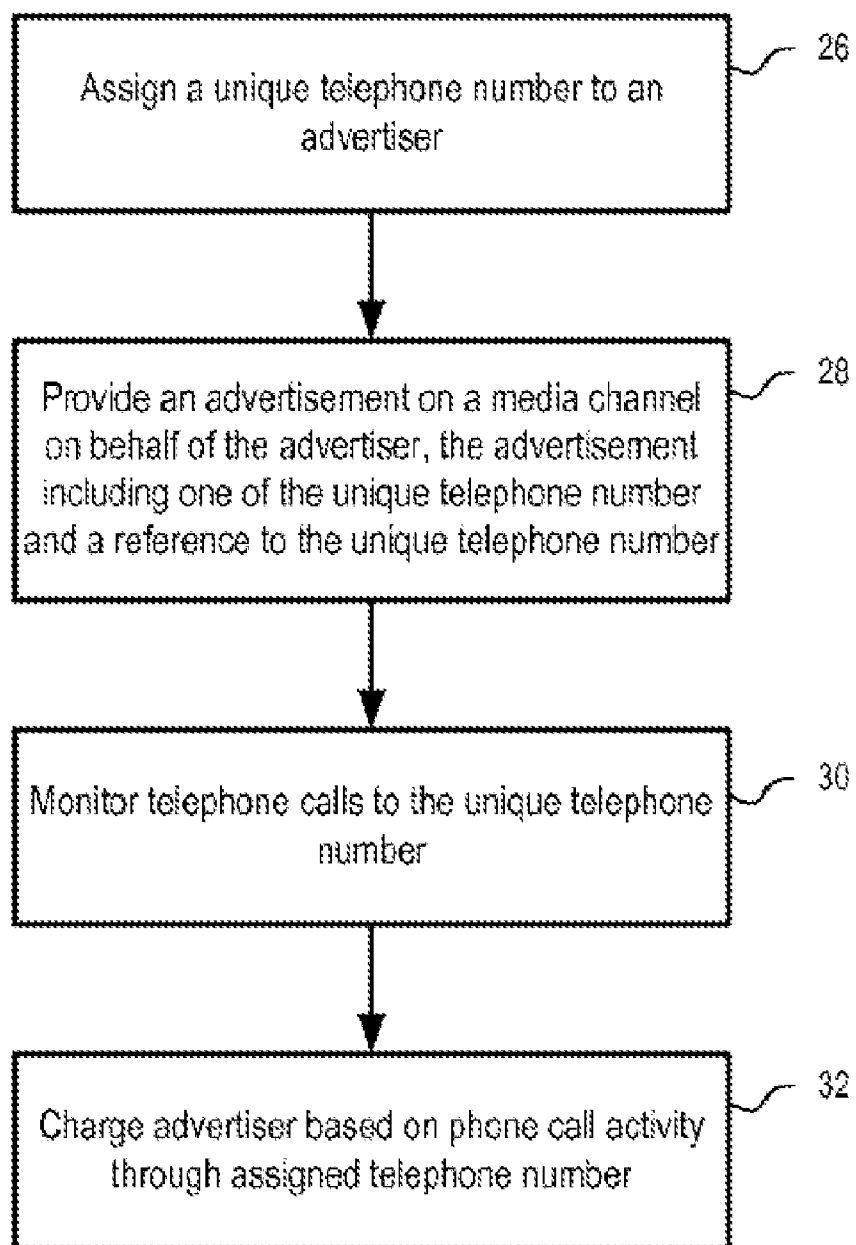 26
Assign a unique telephone number to an
advertiser
28
Provide an advertisement on a media channel
on behalf of the advertiser, the advertisement
including one of the unique telephone number
and a reference to the unique telephone number
30
Monitor telephone calls to the unique telephone
number
32
Charge advertiser based on phone call activity
through assigned telephone number